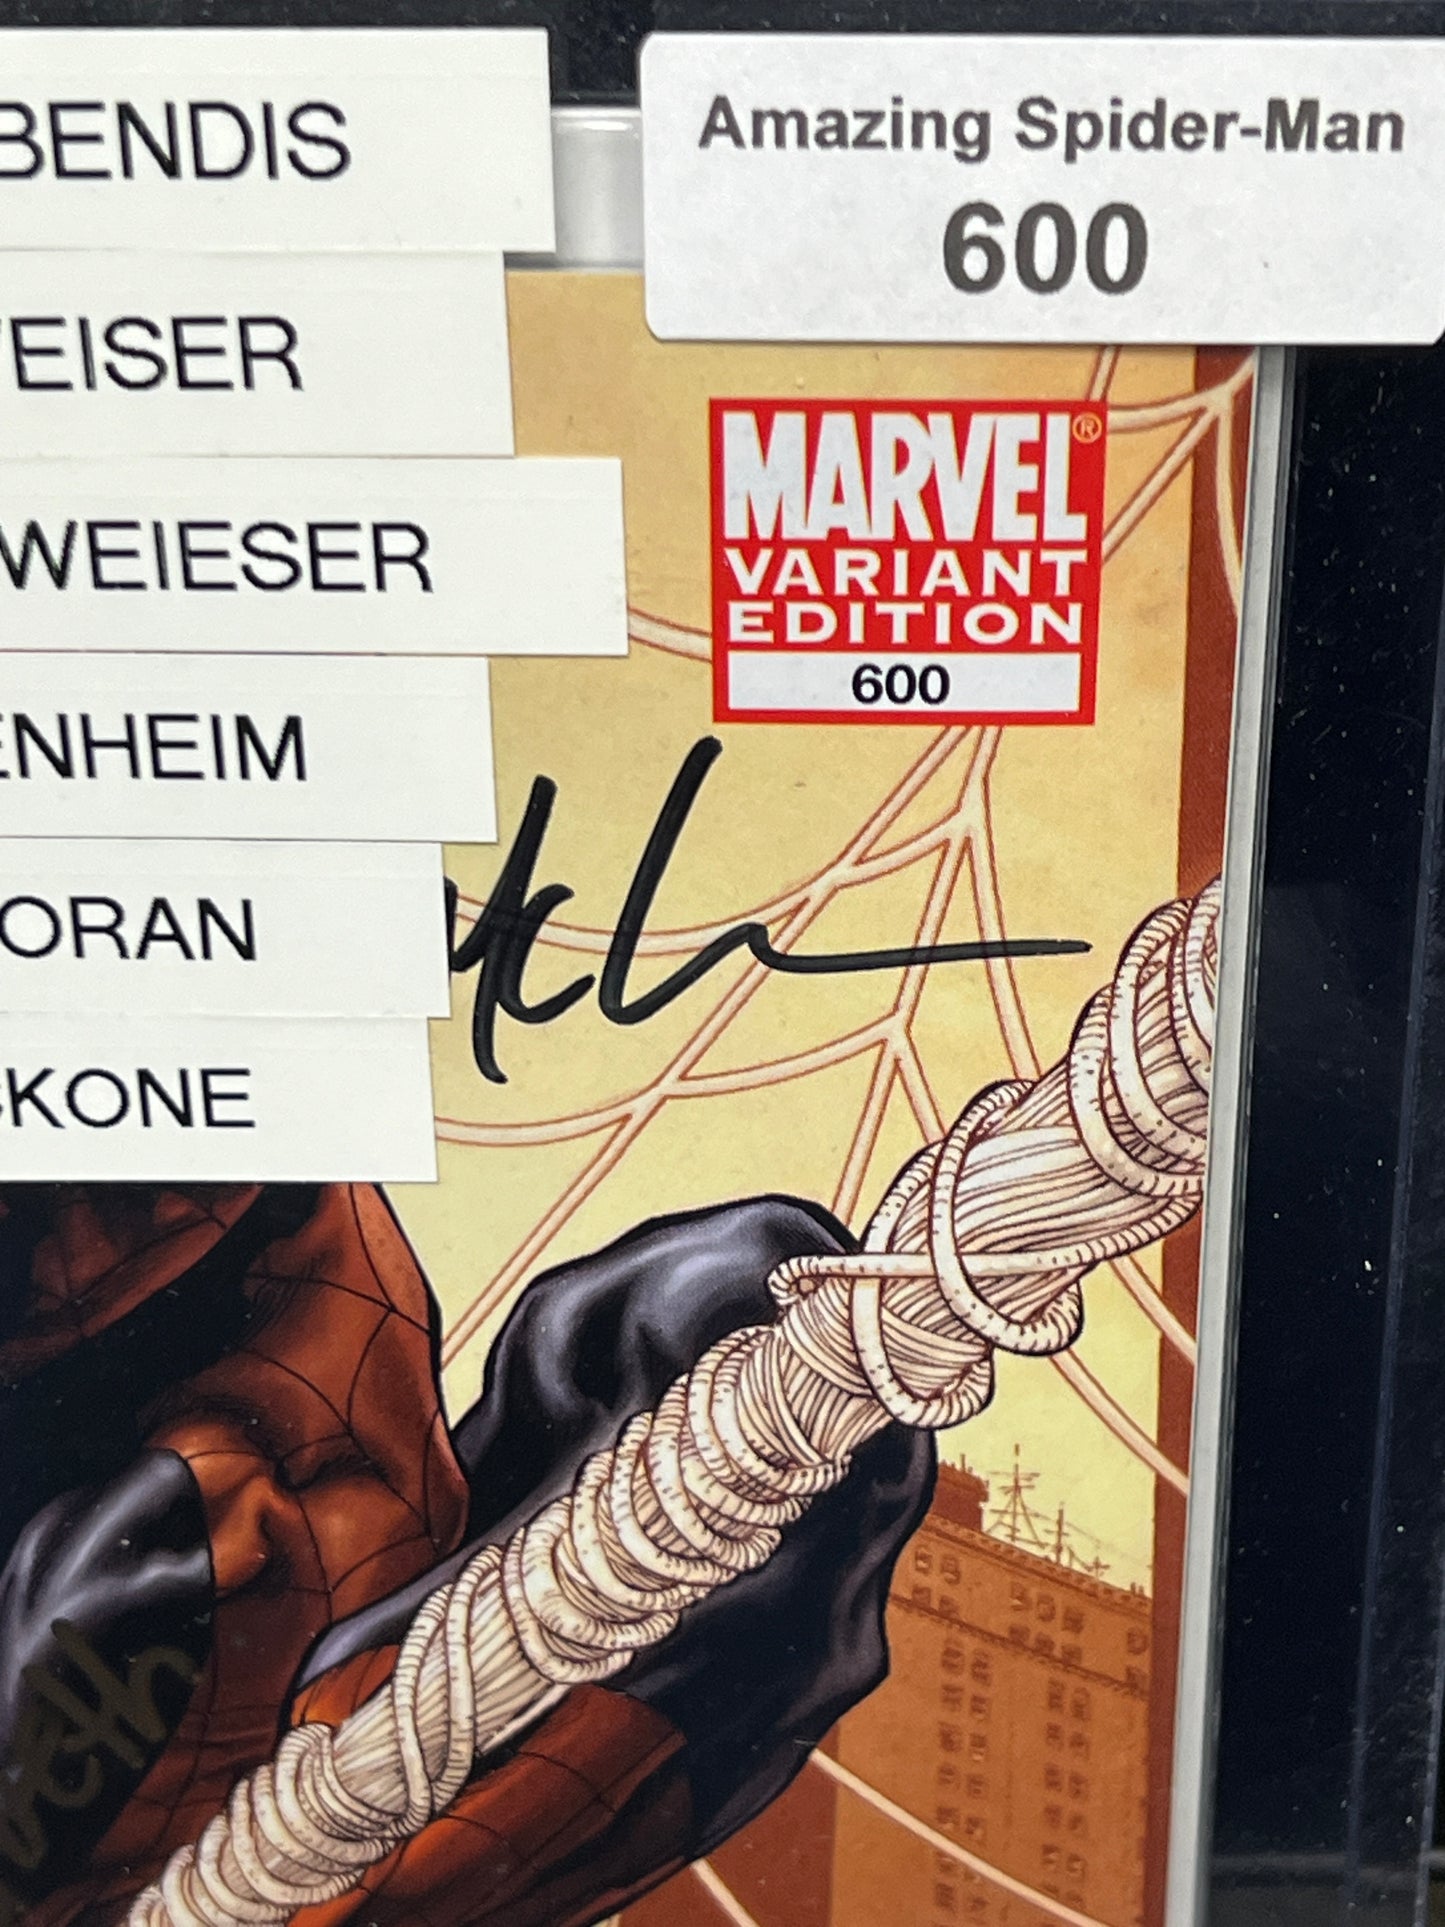 BENDIS
Amazing Spider-Man
600
EISER
MARVEL®
VARIANT
EDITION
600
WEIESER
ENHEIM
ORAN
KONE